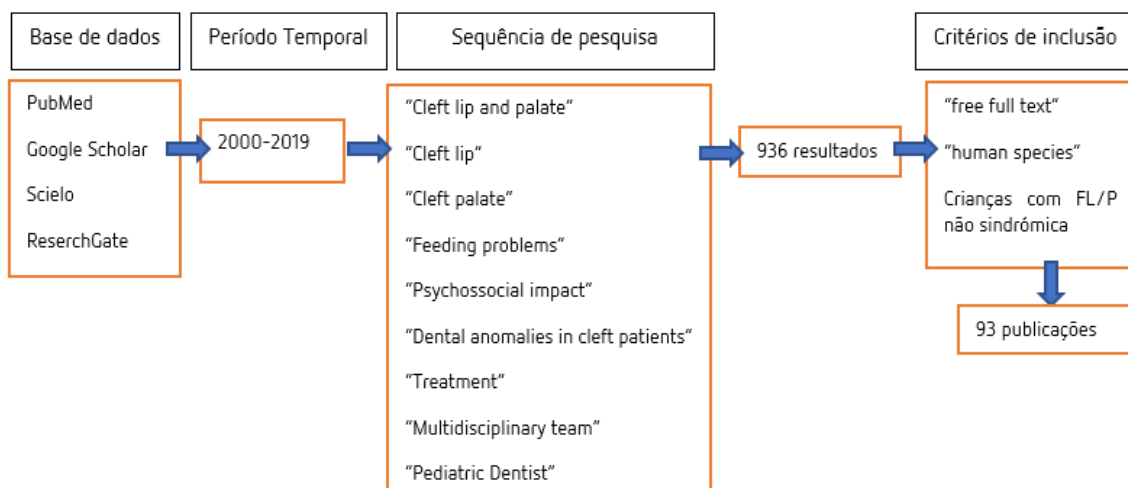 Base de dados
Período Temporal
Sequência de pesquisa
Critérios de inclusão
PubMed
Google Scholar
Scielo
ReserchGate
2000-2019
"Cleft lip and palate"
"Cleft lip"
"Cleft palate"
"Feeding problems"
"Psychossocial impact"
"Dental anomalies in cleft patients"
"Treatment"
"Multidisciplinary team"
"Pediatric Dentist"
936 resultados
"free full text"
"human species"
Crianças com FL/P
não sindrómica
93 publicações